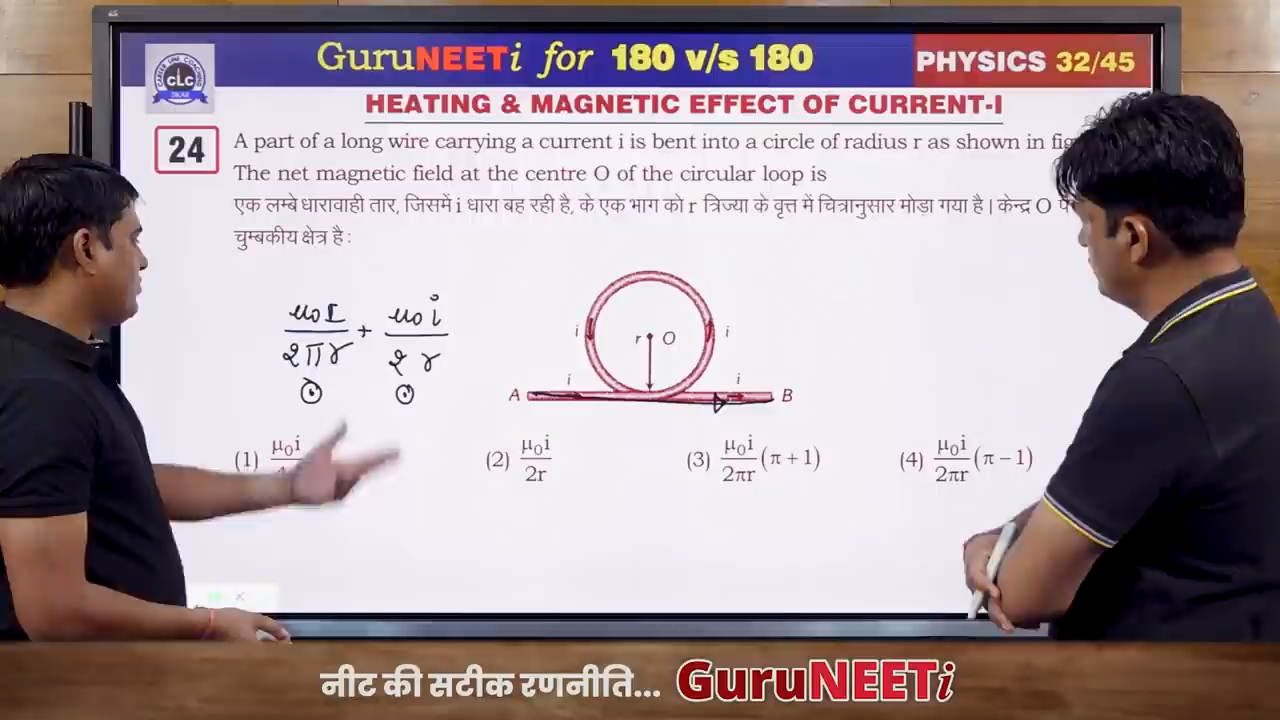 GuruNEETi for 180 v/s 180
PHYSICS 32/45
CLC
HEATING & MAGNETIC EFFECT OF CURRENT-I
24 A part of a long wire carrying a current i is bent into a circle of radius r as shown in
The net magnetic field at the centre O of the circular loop is
एक लम्बे धारावाही तार, जिसमें i धारा बह रही है, के एक भाग को r त्रिज्या के वृत्त में चित्रानुसार मोड़ा गया है। केन्द्र O
चुम्बकीय क्षेत्र है :
μ₀I/2πr + μ₀i/2r
⊙ ⊙
i r O i
A i i B
(1) μ₀i (2) μ₀i/2r (3) μ₀i/2πr (π + 1) (4) μ₀i/2πr (π − 1)
नीट की सटीक रणनीति... GuruNEETi